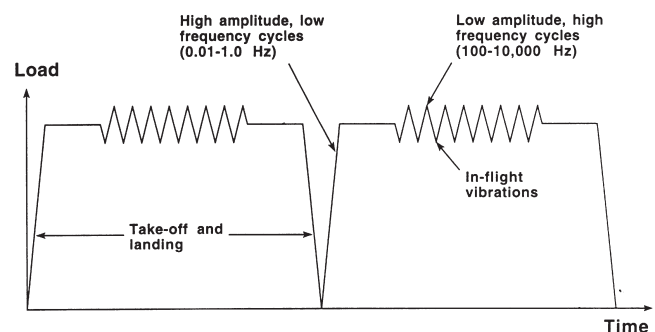 High amplitude, low
frequency cycles
(0.01-1.0 Hz)
Low amplitude, high
frequency cycles
(100-10,000 Hz)
Load
In-flight
vibrations
Take-off and
landing
Time